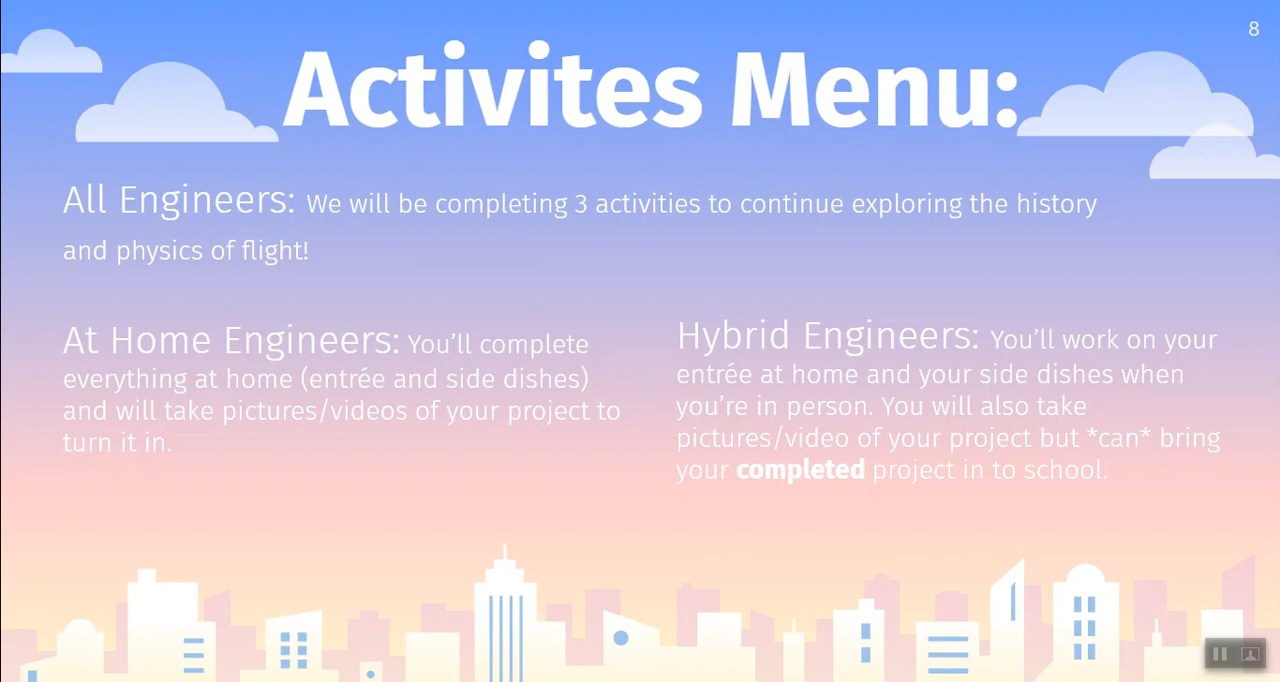 8
Activites Menu:
All Engineers: We will be completing 3 activities to continue exploring the history
and physics of flight!
At Home Engineers: You'll complete
everything at home (entrée and side dishes)
and will take pictures/videos of your project to
turn it in.
Hybrid Engineers: You'll work on your
entrée at home and your side dishes when
you're in person. You will also take
pictures/video of your project but *can* bring
your completed project in to school.